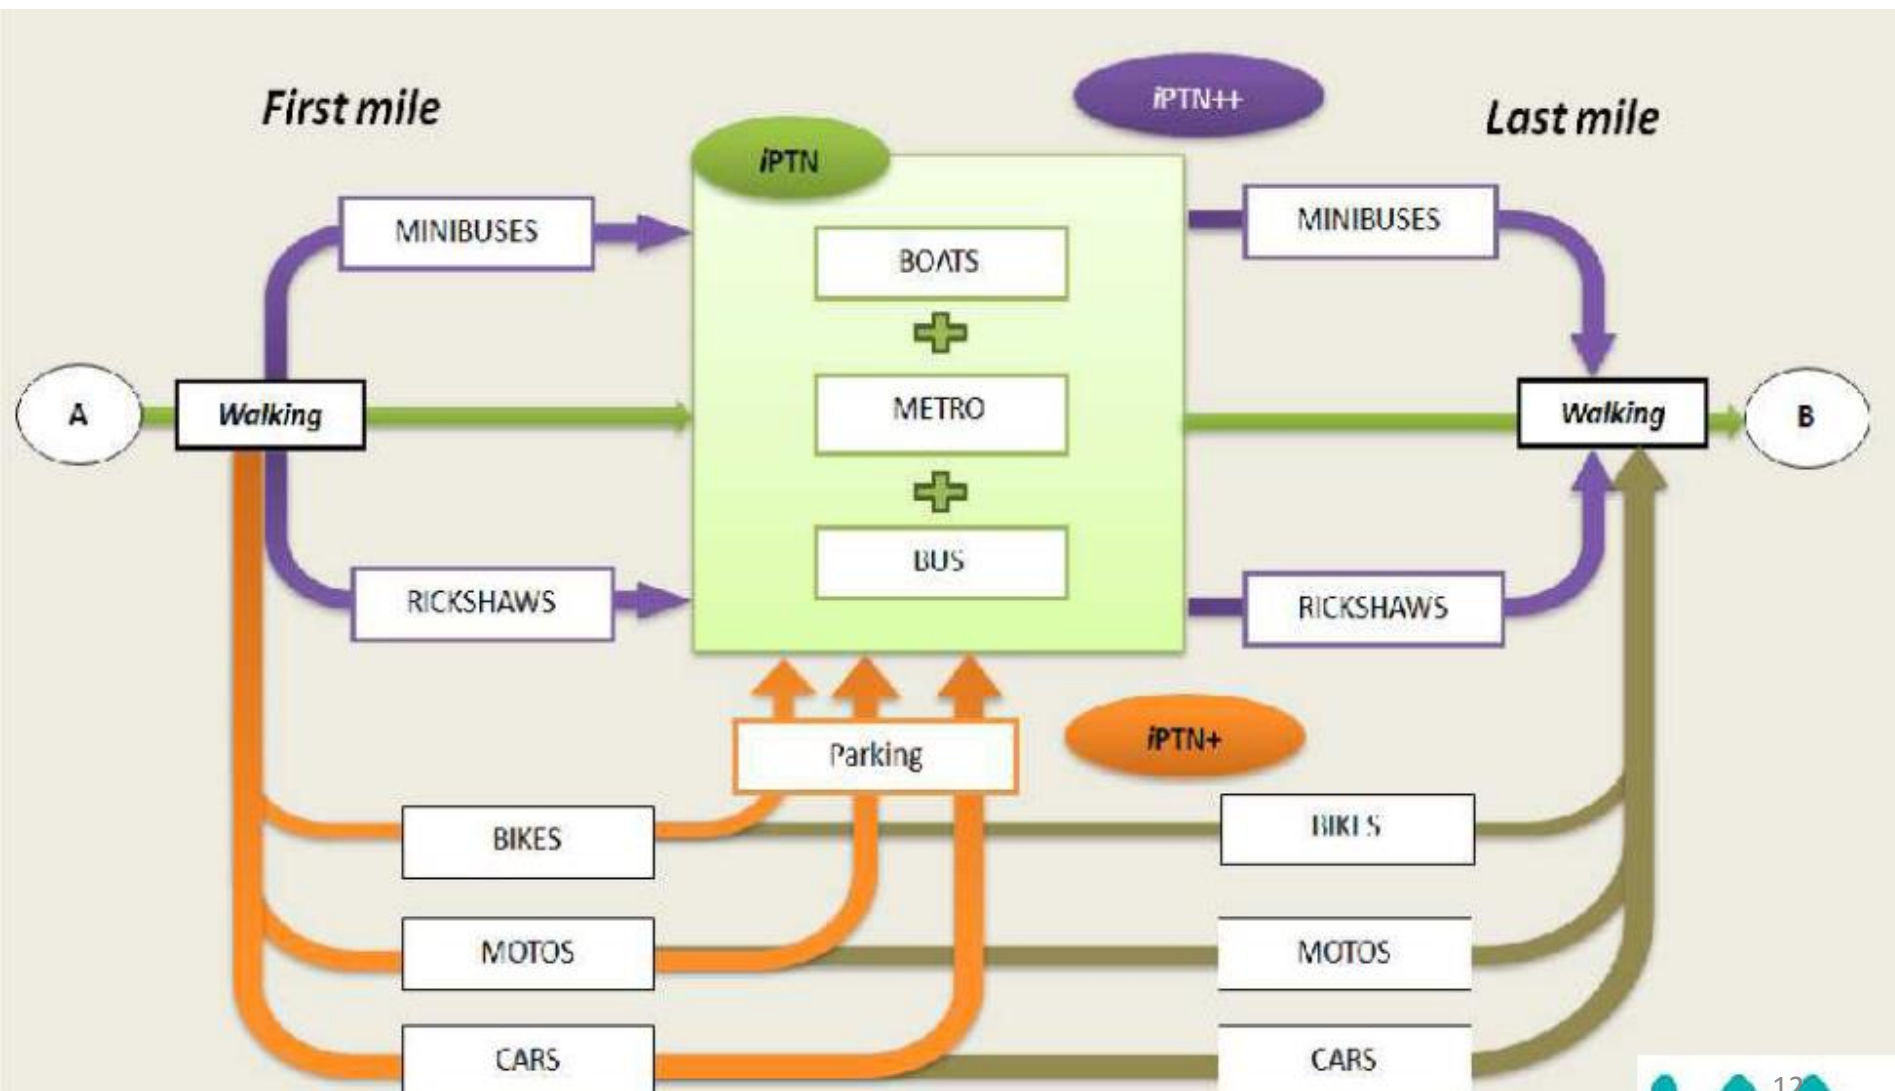 First mile
iPTN++
Last mile
iPTN
MINIBUSES
MINIBUSES
BOATS
A
Walking
METRO
Walking
B
BUS
RICKSHAWS
RICKSHAWS
Parking
iPTN+
BIKES
BIKES
MOTOS
MOTOS
CARS
CARS
12